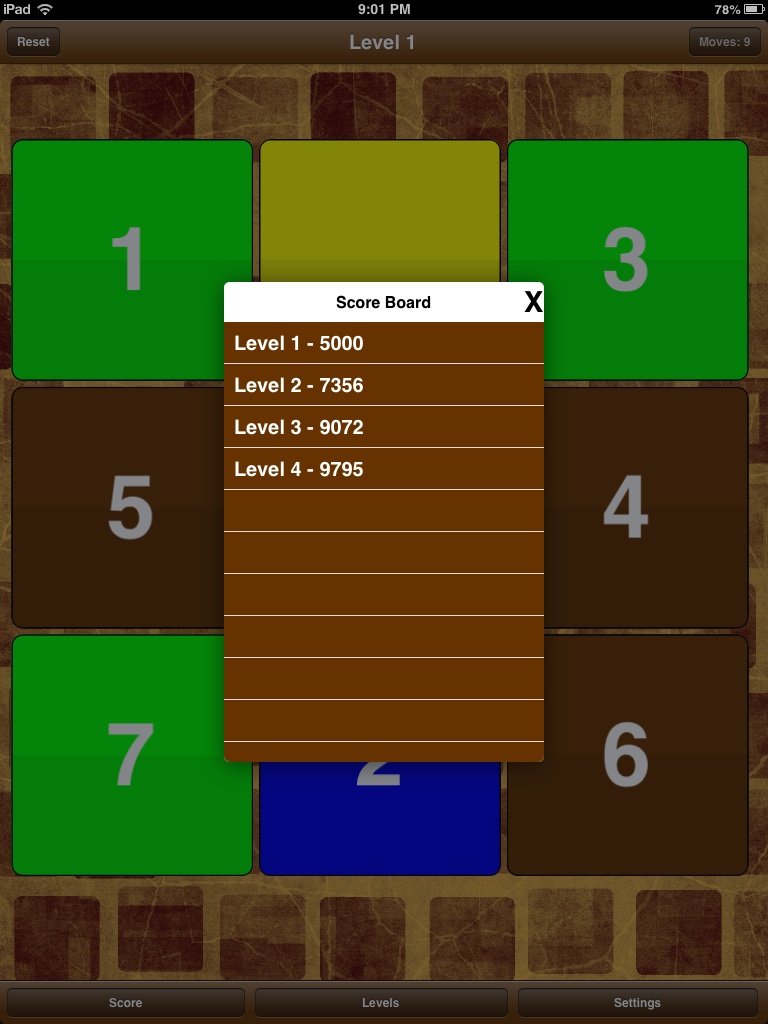 iPad 9:01 PM 78%
Reset Level 1 Moves: 9
1 3
Score Board X
Level 1 - 5000
Level 2 - 7356
Level 3 - 9072
Level 4 - 9795
5 4
7 2 6
Score Levels Settings